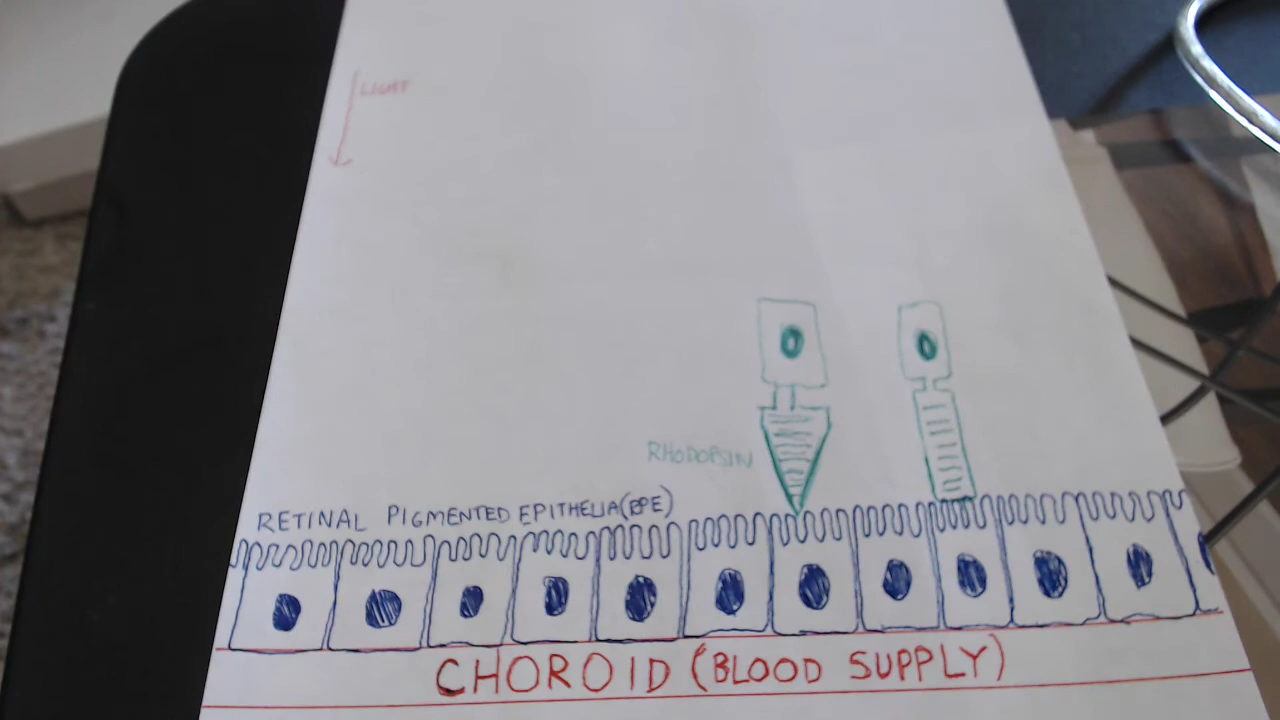 LIGHT
RHODOPSIN
RETINAL PIGMENTED EPITHELIA (RPE)
CHOROID (BLOOD SUPPLY)